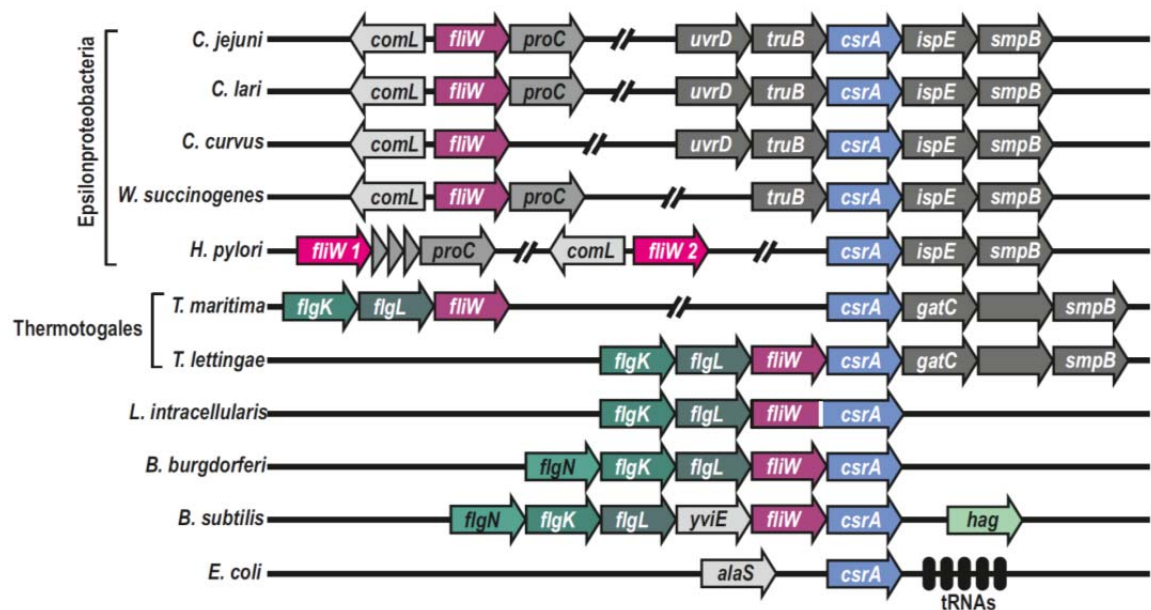 Epsilonproteobacteria
C. jejuni comL fliW proC // uvrD truB csrA ispE smpB
C. lari comL fliW proC // uvrD truB csrA ispE smpB
C. curvus comL fliW // uvrD truB csrA ispE smpB
W. succinogenes comL fliW proC // truB csrA ispE smpB
H. pylori fliW 1 proC // comL fliW 2 // csrA ispE smpB
Thermotogales
T. maritima flgK flgL fliW // csrA gatC smpB
T. lettingae flgK flgL fliW csrA gatC smpB
L. intracellularis flgK flgL fliW csrA
B. burgdorferi flgN flgK flgL fliW csrA
B. subtilis flgN flgK flgL yviE fliW csrA hag
E. coli alaS csrA
tRNAs